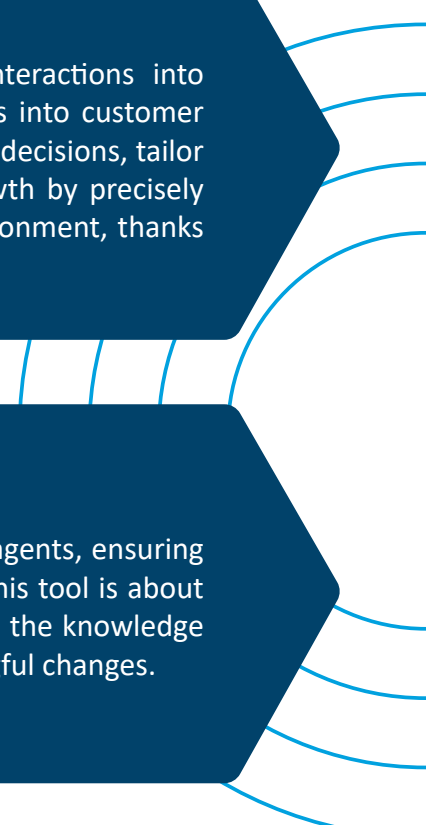 nteractions into
s into customer
decisions, tailor
wth by precisely
onment, thanks
agents, ensuring
his tool is about
the knowledge
ful changes.